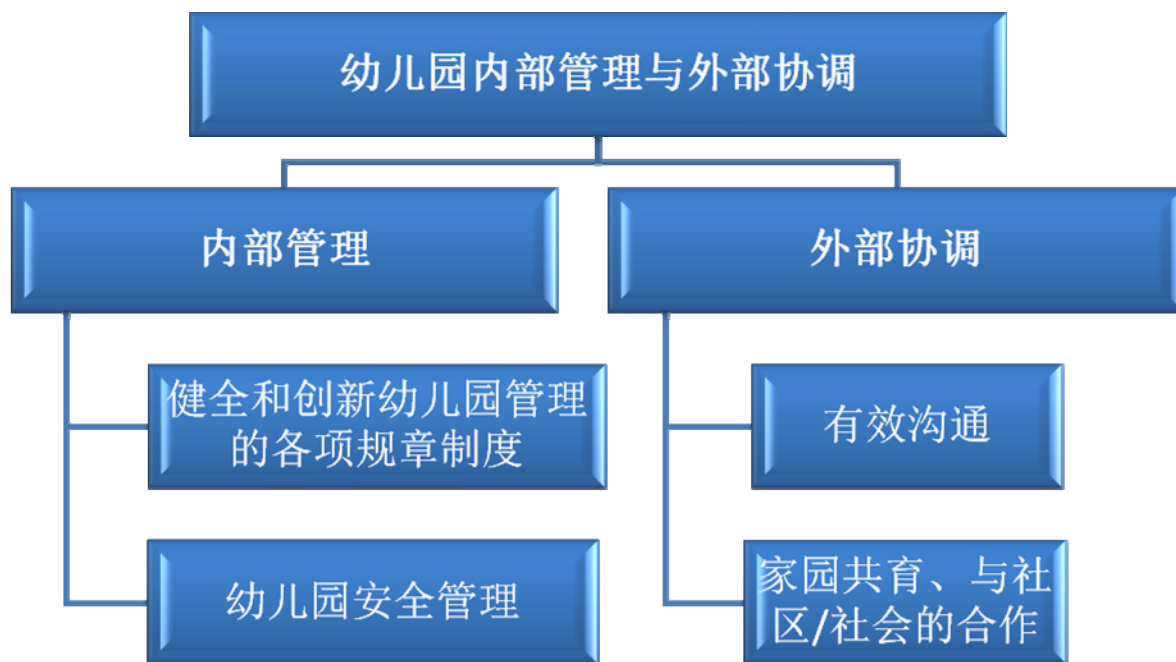 幼儿园内部管理与外部协调
内部管理
外部协调
健全和创新幼儿园管理
的各项规章制度
有效沟通
幼儿园安全管理
家园共育、与社
区/社会的合作